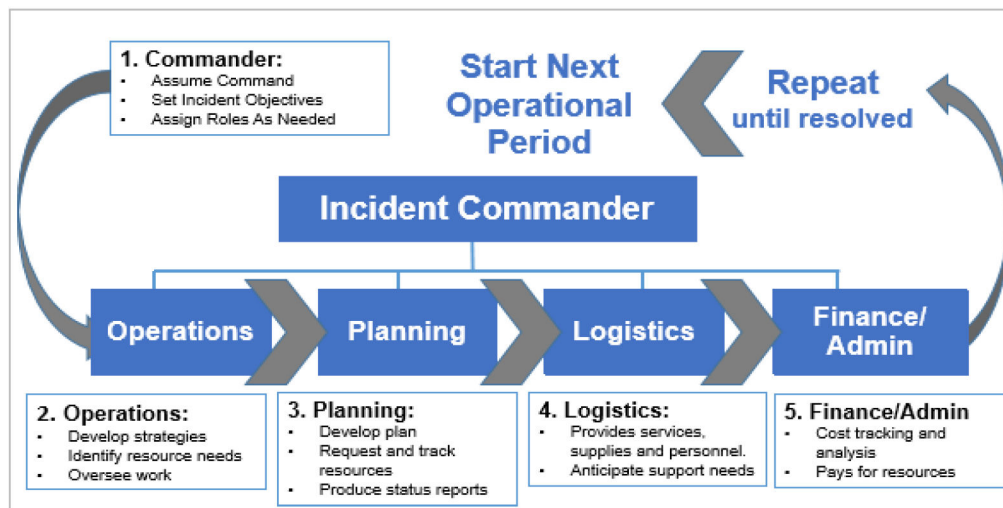 1. Commander:
· Assume Command
· Set Incident Objectives
· Assign Roles As Needed
Start Next
Operational
Period
Repeat
until resolved
Incident Commander
Operations
Planning
Logistics
Finance/
Admin
2. Operations:
· Develop strategies
· Identify resource needs
· Oversee work
3. Planning:
· Develop plan
· Request and track
resources
· Produce status reports
4. Logistics:
· Provides services,
supplies and personnel.
· Anticipate support needs
5. Finance/Admin
· Cost tracking and
analysis
· Pays for resources